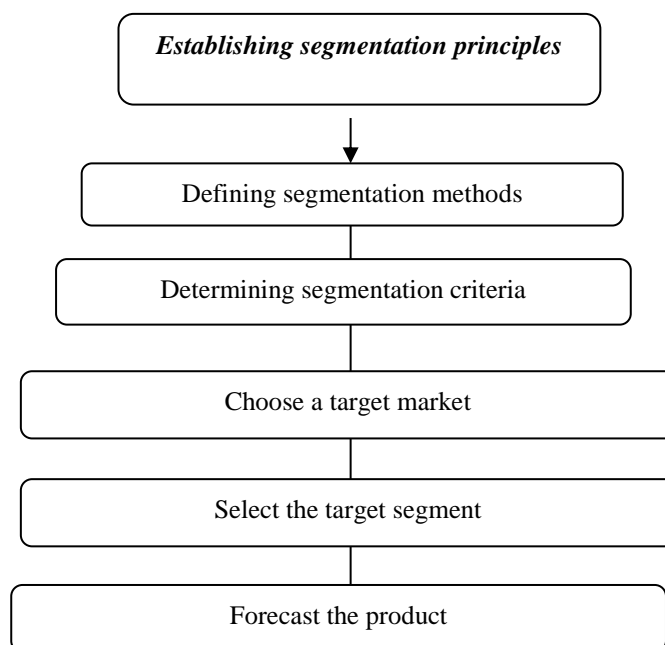 Establishing segmentation principles
Defining segmentation methods
Determining segmentation criteria
Choose a target market
Select the target segment
Forecast the product